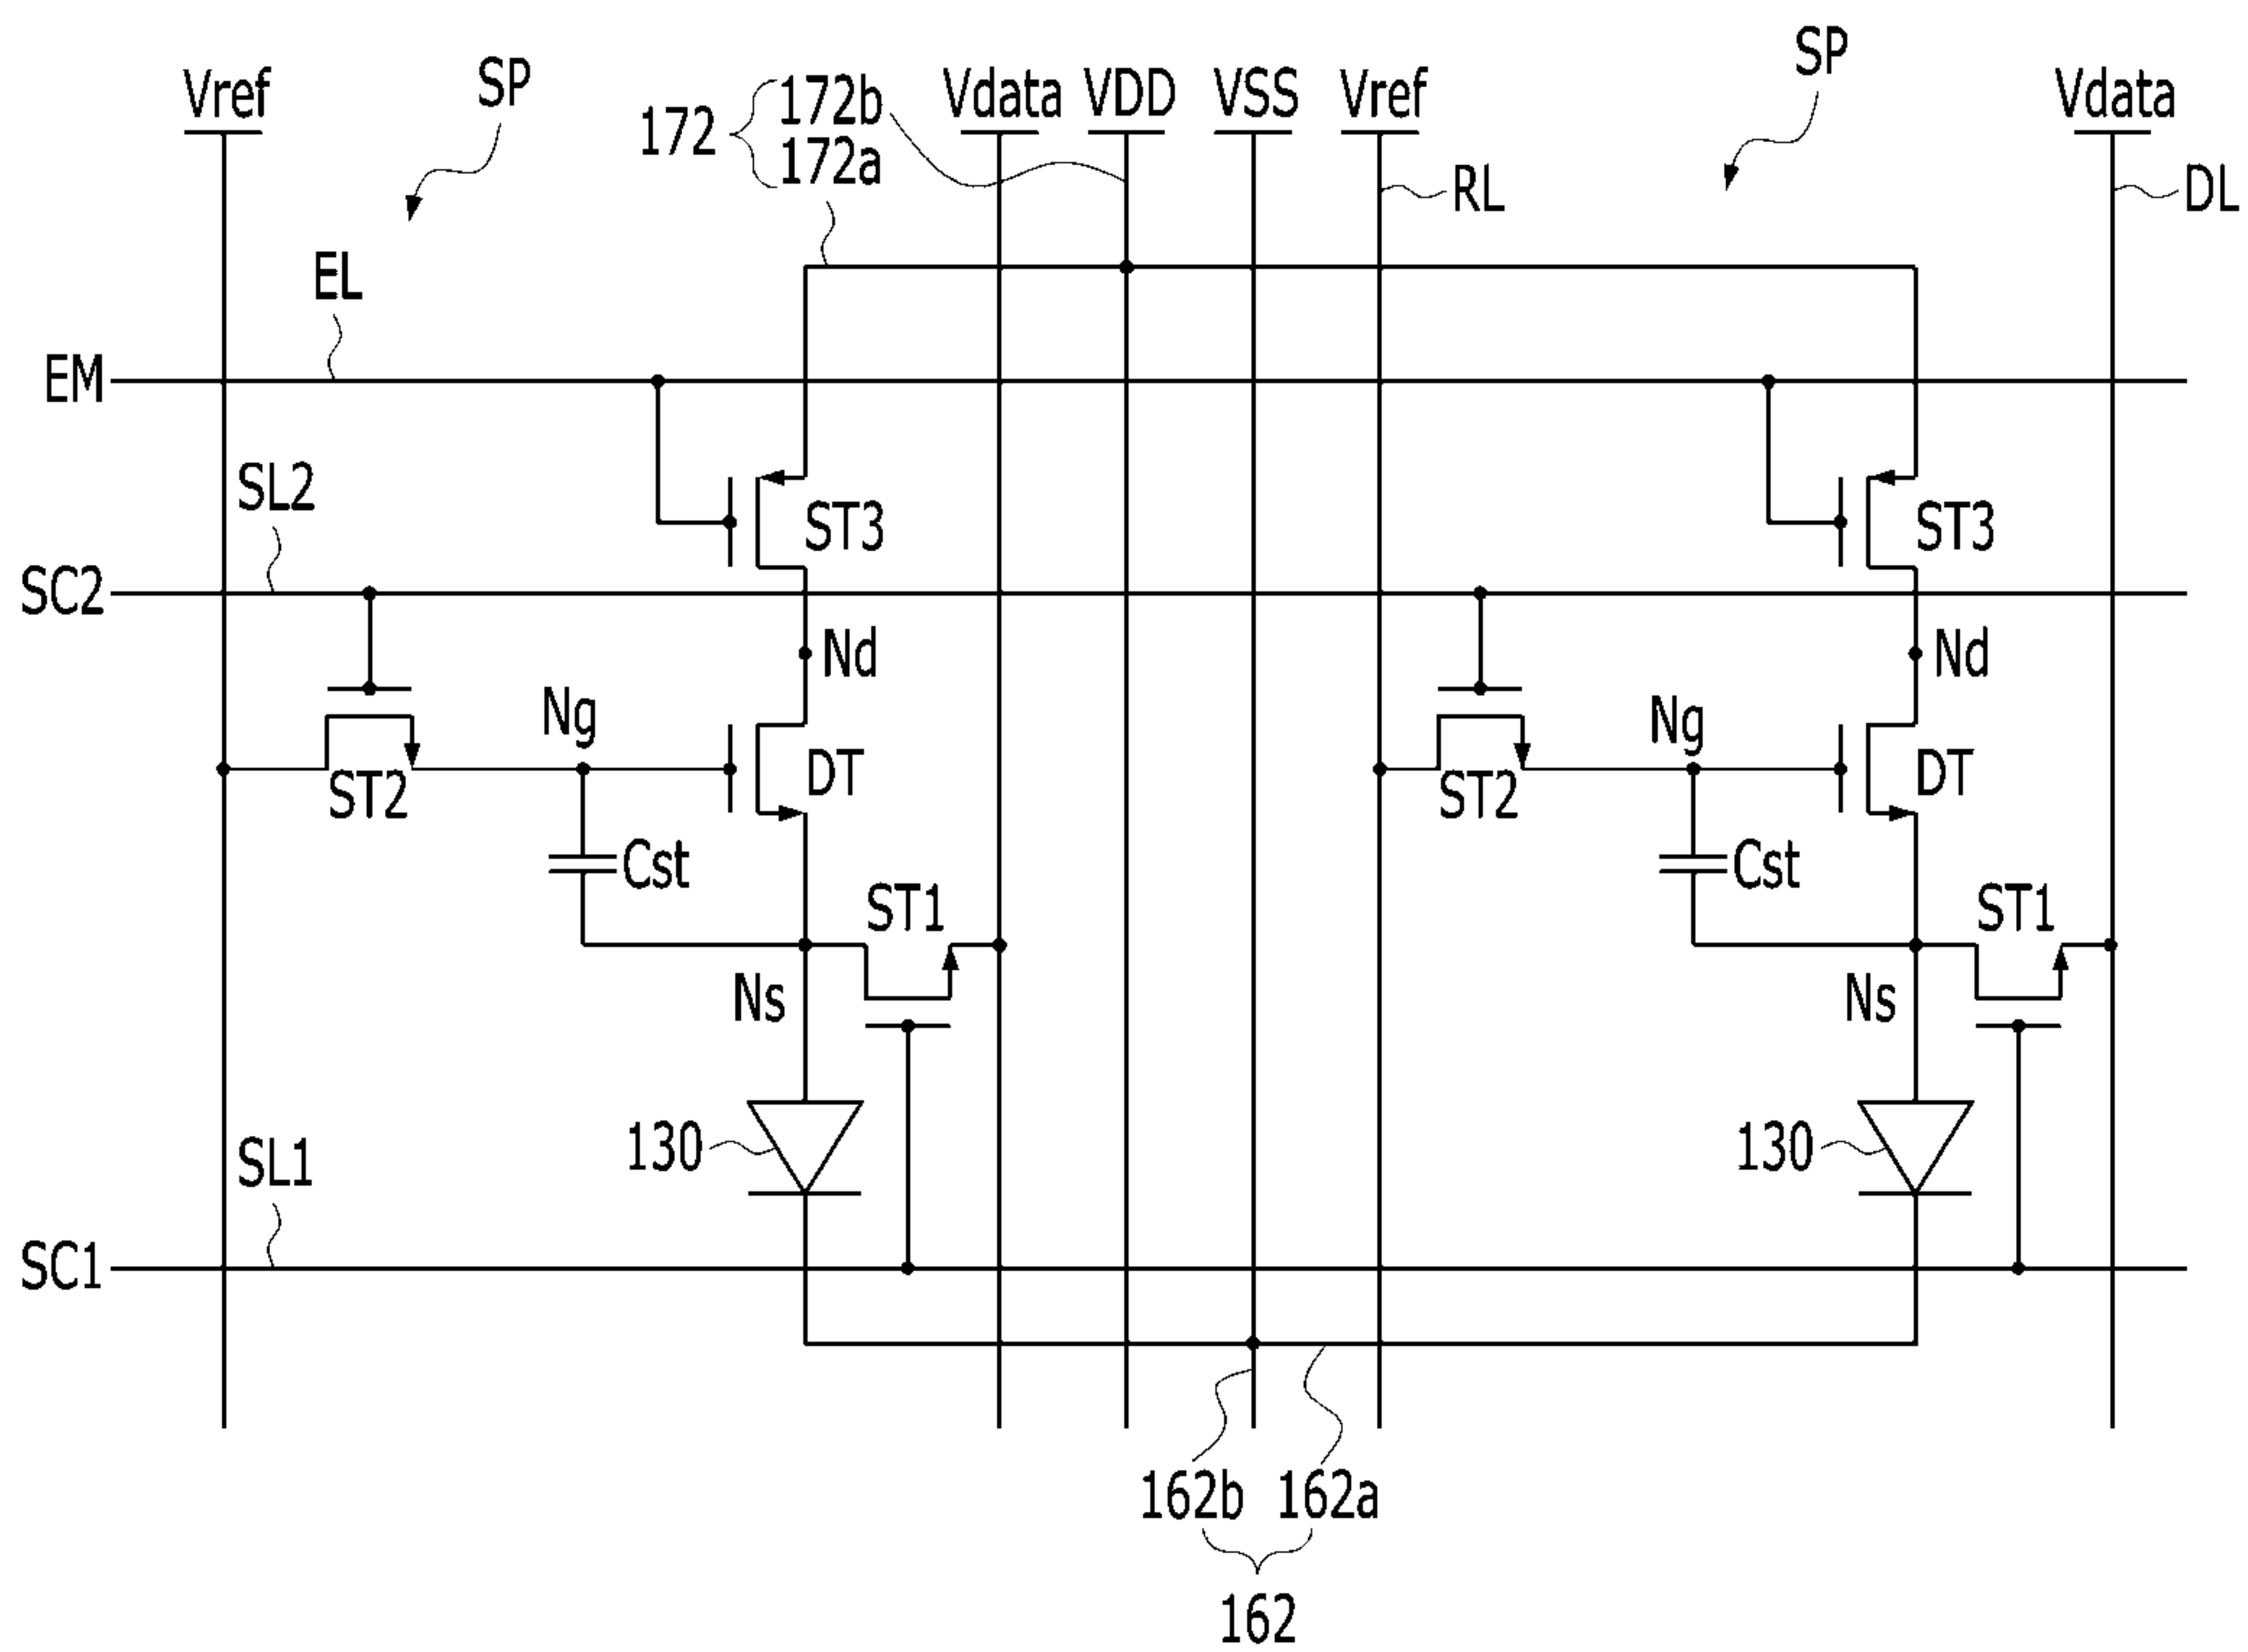 SP
SP
Vref
172
172b
172a
Vdata
VDD
VSS
Vref
Vdata
RL
DL
EL
EM
SL2
ST3
ST3
SC2
Nd
Nd
Ng
Ng
DT
DT
ST2
ST2
Cst
Cst
ST1
ST1
Ns
Ns
130
130
SL1
SC1
162b
162a
162